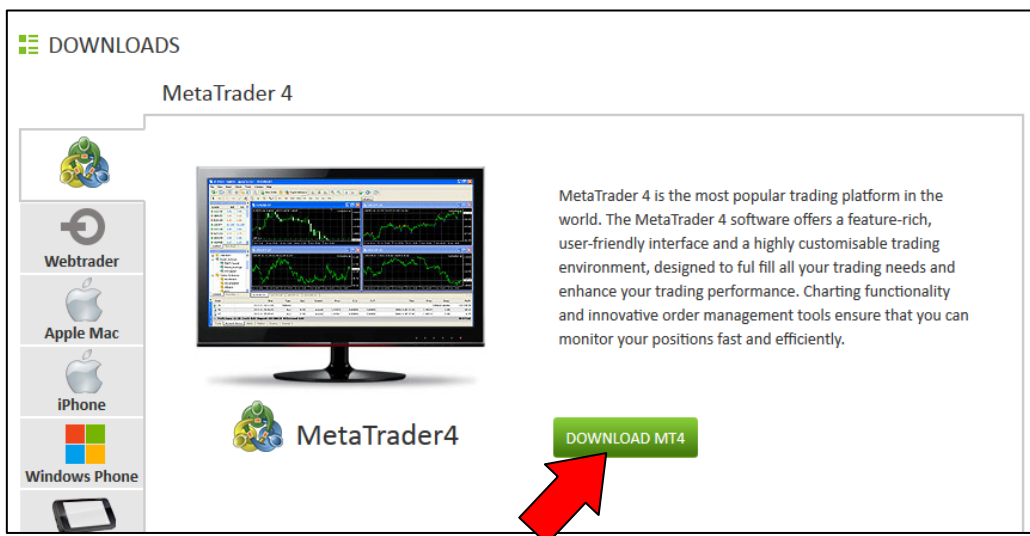 DOWNLOADS
MetaTrader 4
Webtrader
Apple Mac
iPhone
Windows Phone
MetaTrader 4 is the most popular trading platform in the
world. The MetaTrader 4 software offers a feature-rich,
user-friendly interface and a highly customisable trading
environment, designed to ful fill all your trading needs and
enhance your trading performance. Charting functionality
and innovative order management tools ensure that you can
monitor your positions fast and efficiently.
MetaTrader4
DOWNLOAD MT4